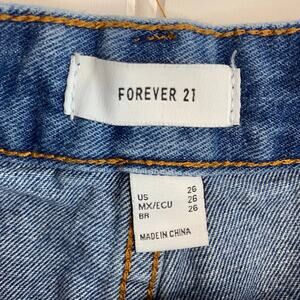 FOREVER 21
US 26
MX/ECU 26
BR 26
MADE IN CHINA